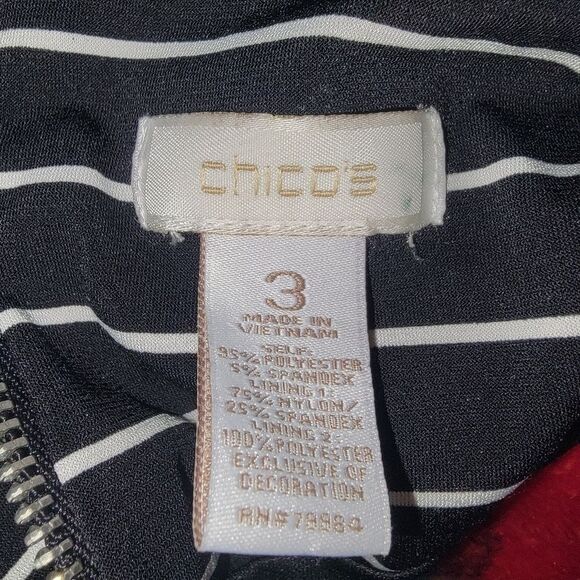 chico's
3
MADE IN
VIETNAM
SELF:
95% POLYESTER
5% SPANDEX
LINING 1:
75% NYLON/
25% SPANDEX
LINING 2:
100% POLYESTER
EXCLUSIVE OF
DECORATION
RN# 79984